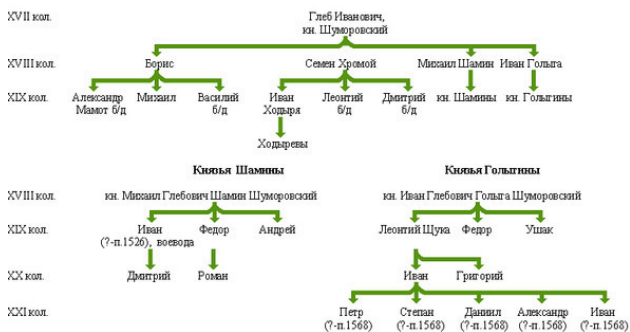 XVII кол.
Глеб Иванович,
кн. Шуморовский
XVIII кол. Борис Семен Хромой Михаил Шамин Иван Голыга
XIX кол. Александр Михаил Василий Иван Леонтий Дмитрий кн. Шамины кн. Голыгины
Мамот б/д б/д Ходыря б/д б/д
Ходыревы
Князья Шамины Князья Голыгины
XVIII кол. кн. Михаил Глебович Шамин Шуморовский кн. Иван Глебович Голыга Шуморовский
XIX кол. Иван Федор Андрей Леонтий Щука Федор Ушак
(?-п.1526), воевода
XX кол. Дмитрий Роман Иван Григорий
XXI кол. Петр Степан Даниил Александр Иван
(?-п.1568) (?-п.1568) (?-п.1568) (?-п.1568) (?-п.1568)